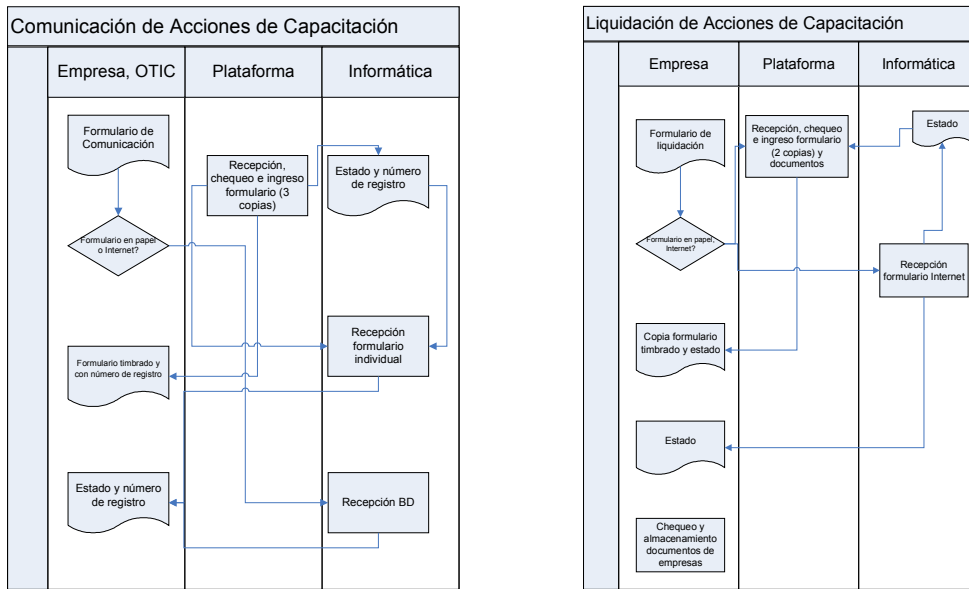 Comunicación de Acciones de Capacitación
Empresa, OTIC
Plataforma
Informática
Formulario de
Comunicación
Recepción,
chequeo e ingreso
formulario (3
copias)
Estado y número
de registro
Formulario en papel
o Internet?
Recepción
formulario
individual
Formulario timbrado y
con número de registro
Estado y número
de registro
Recepción BD
Liquidación de Acciones de Capacitación
Empresa
Plataforma
Informática
Formulario de
liquidación
Recepción, chequeo
e ingreso formulario
(2 copias) y
documentos
Estado
Formulario en papel,
Internet?
Recepción
formulario Internet
Copia formulario
timbrado y estado
Estado
Chequeo y
almacenamiento
documentos de
empresas